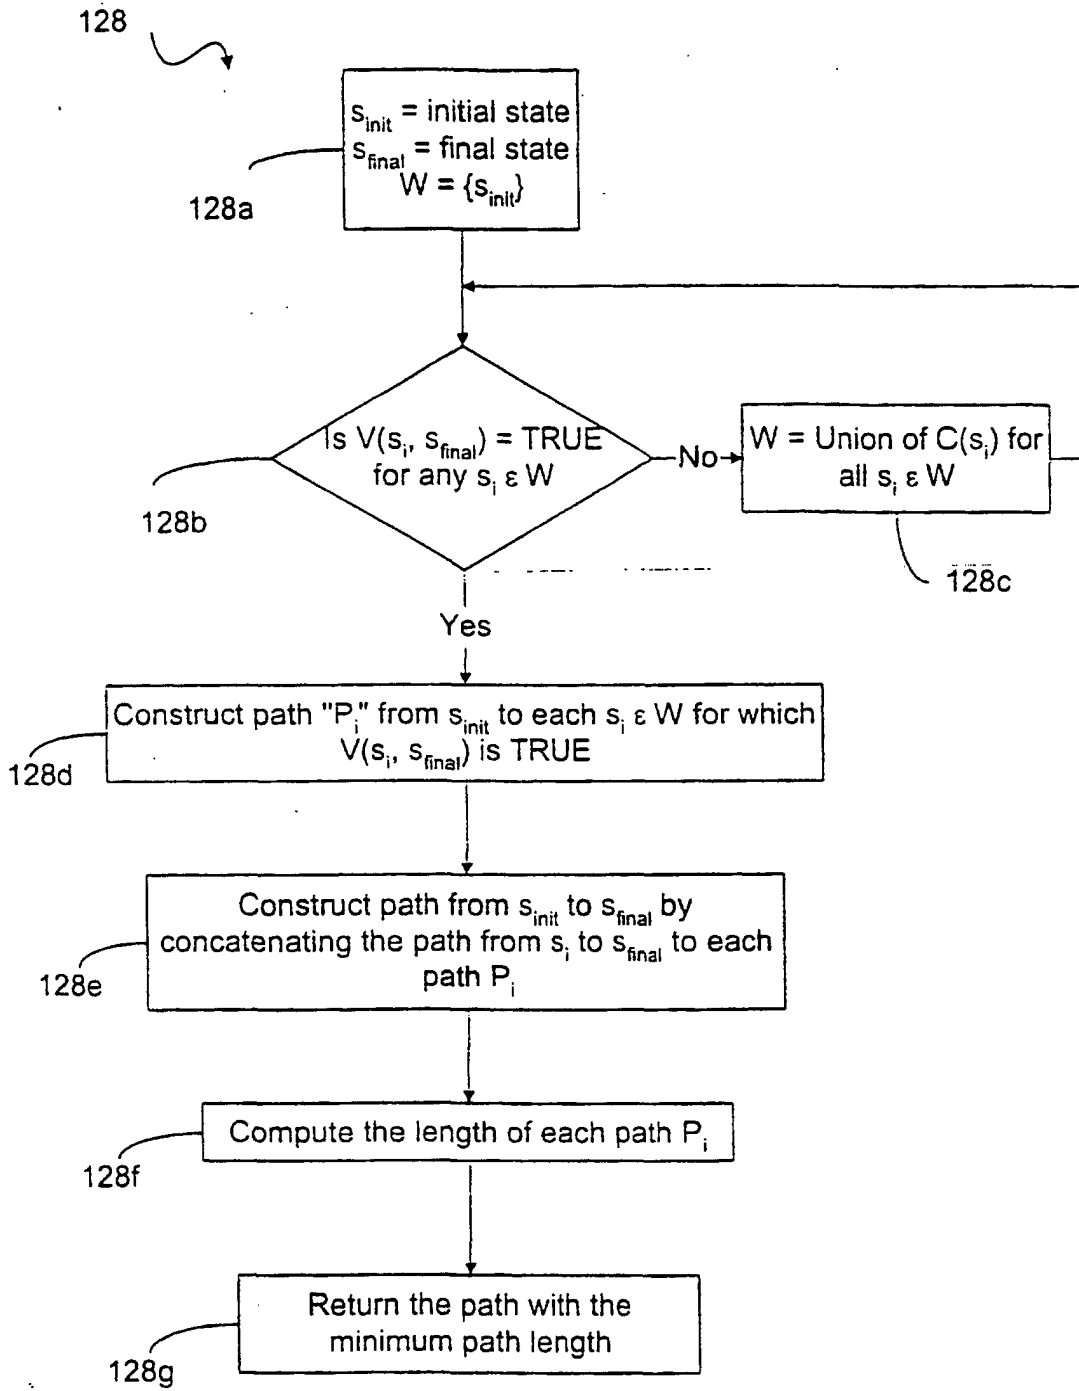 128
s_init = initial state
s_final = final state
W = {s_init}
128a
Is V(s_i, s_final) = TRUE
for any s_i ε W
128b
No
W = Union of C(s_i) for
all s_i ε W
128c
Yes
Construct path "P_i" from s_init to each s_i ε W for which
V(s_i, s_final) is TRUE
128d
Construct path from s_init to s_final by
concatenating the path from s_i to s_final to each
path P_i
128e
Compute the length of each path P_i
128f
Return the path with the
minimum path length
128g